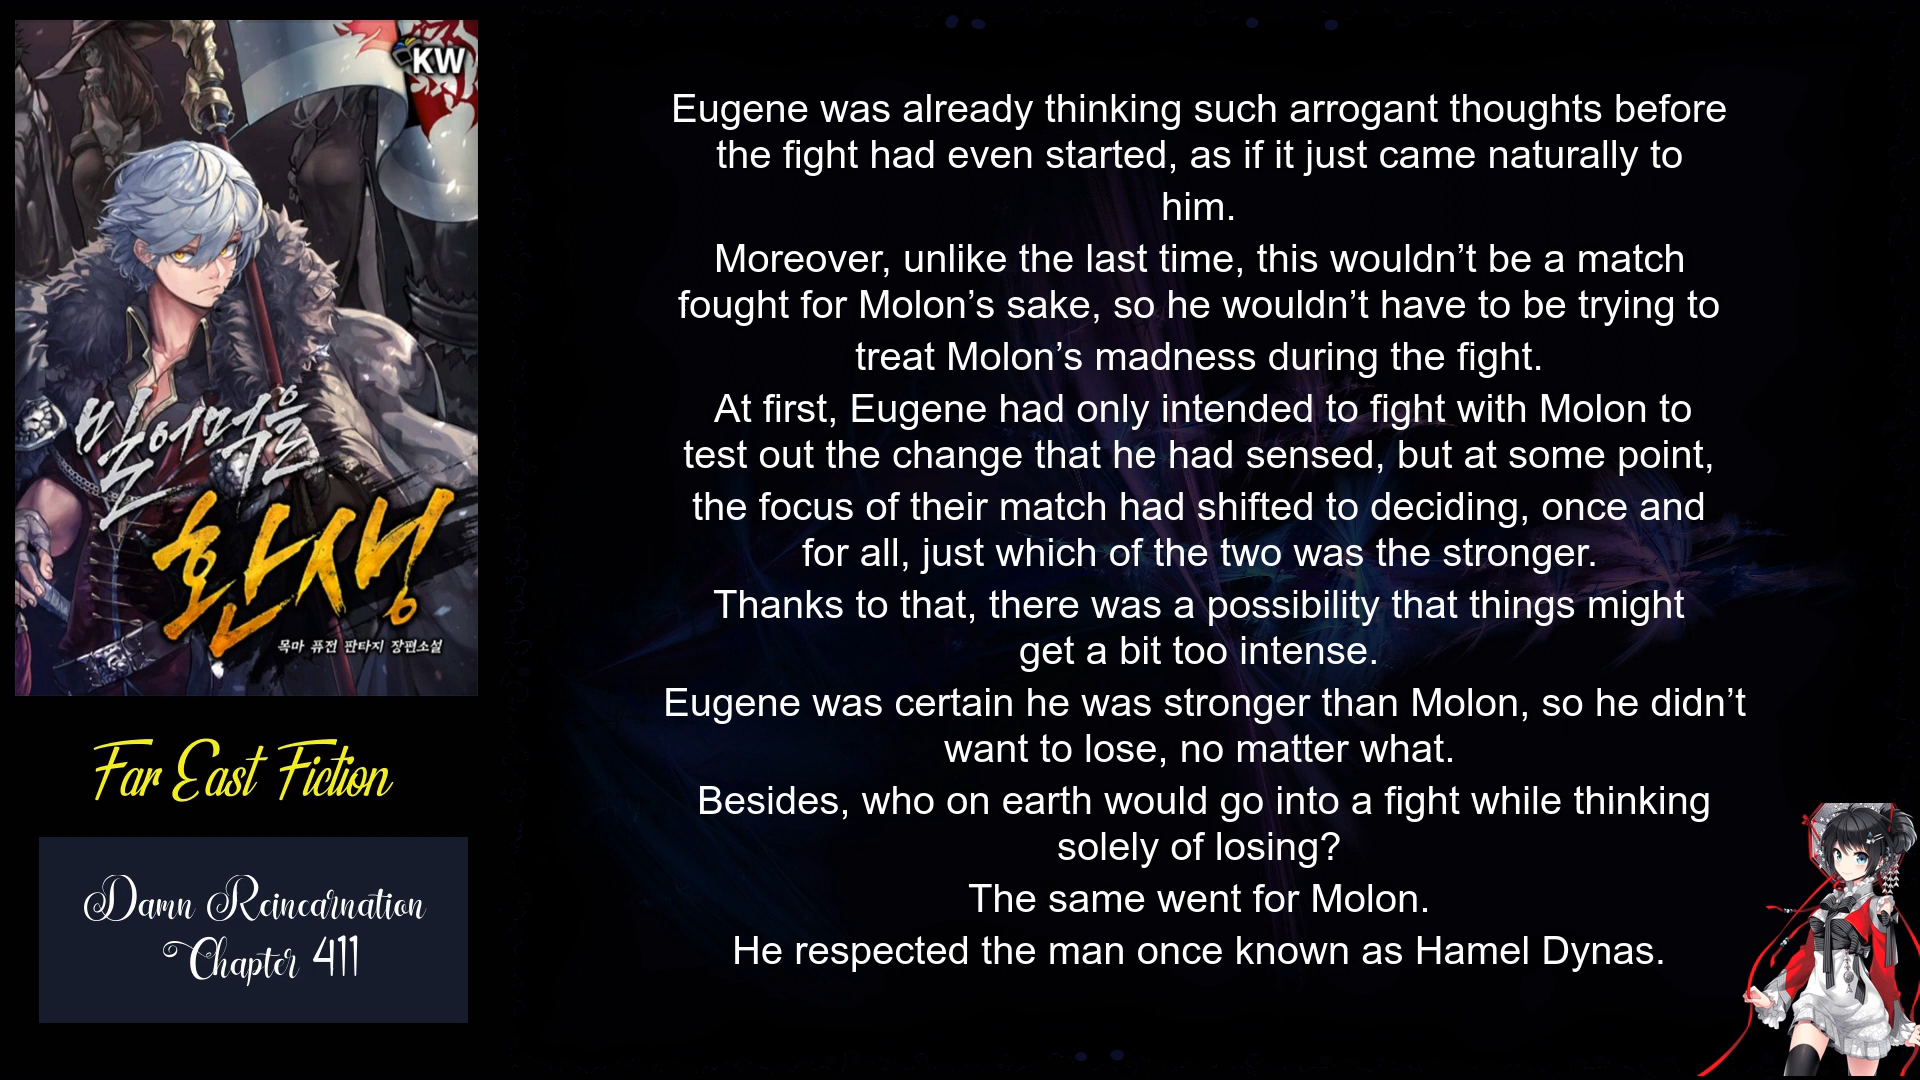 KW
빌어먹을
환생
목마 퓨전 판타지 장편소설
Far East Fiction
Damn Reincarnation
Chapter 411
Eugene was already thinking such arrogant thoughts before
the fight had even started, as if it just came naturally to
him.
Moreover, unlike the last time, this wouldn’t be a match
fought for Molon’s sake, so he wouldn’t have to be trying to
treat Molon’s madness during the fight.
At first, Eugene had only intended to fight with Molon to
test out the change that he had sensed, but at some point,
the focus of their match had shifted to deciding, once and
for all, just which of the two was the stronger.
Thanks to that, there was a possibility that things might
get a bit too intense.
Eugene was certain he was stronger than Molon, so he didn’t
want to lose, no matter what.
Besides, who on earth would go into a fight while thinking
solely of losing?
The same went for Molon.
He respected the man once known as Hamel Dynas.